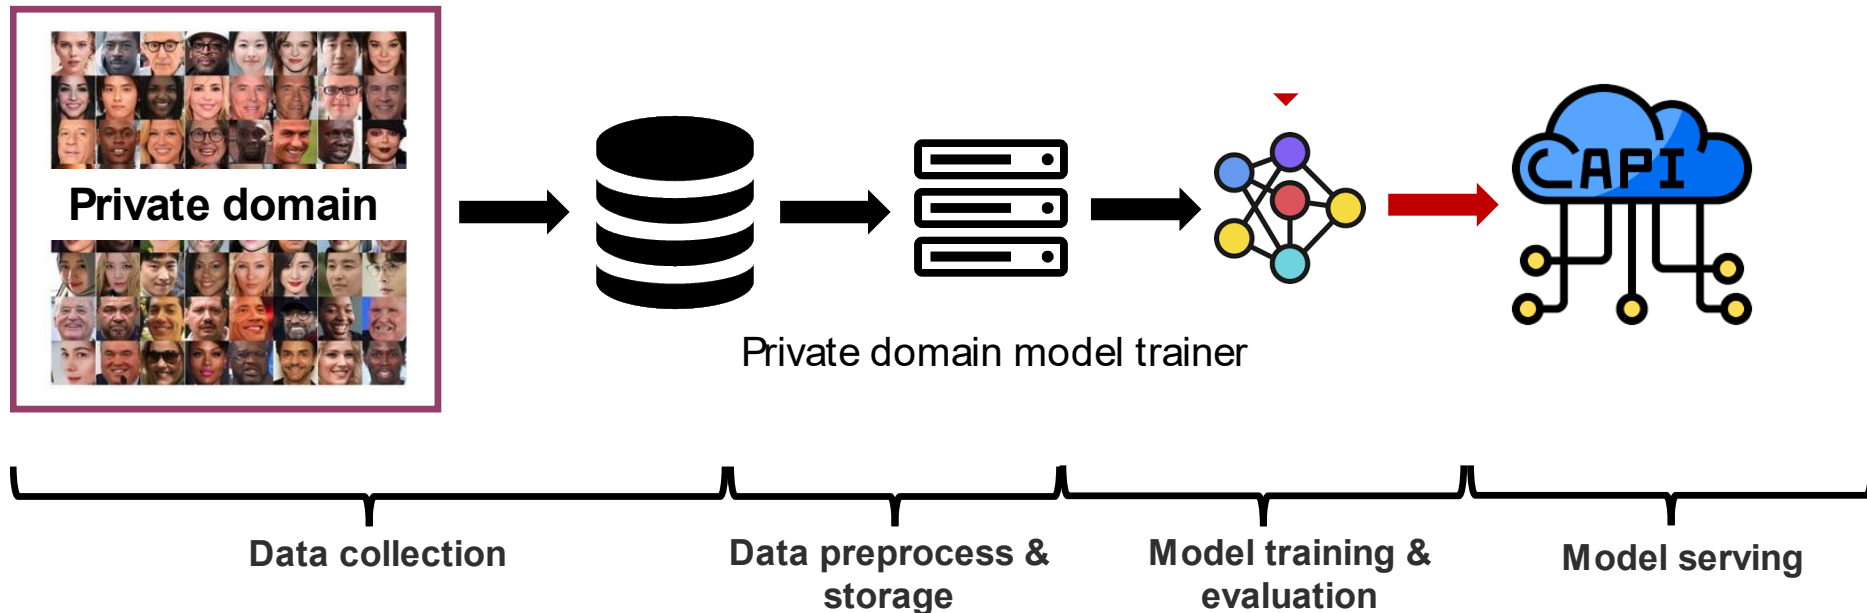 Private domain
API
Private domain model trainer
Data collection
Data preprocess &
storage
Model training &
evaluation
Model serving